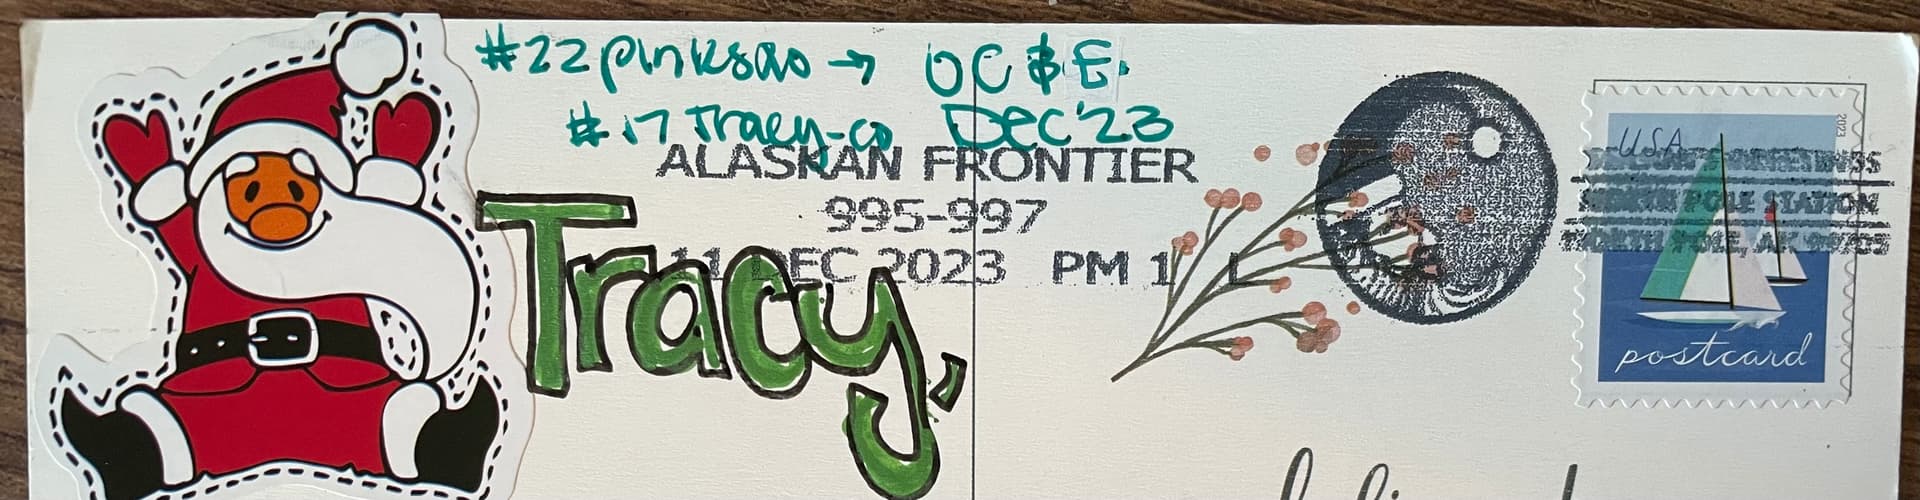 #22 pinksao → OC & E.
#17 Tracy-co Dec '23
ALASKAN FRONTIER
995-997
11 DEC 2023 PM 1 L
Tracy,
2023
USA
NORTH POLE STATION
NORTH POLE, AK 99705
postcard